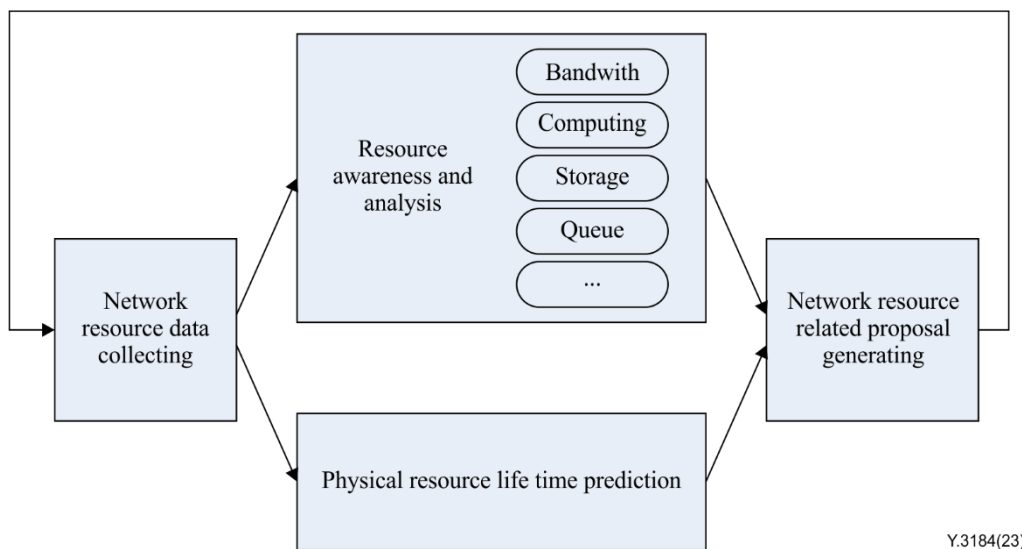 Bandwith
Computing
Storage
Queue
...
Resource
awareness and
analysis
Network
resource data
collecting
Network resource
related proposal
generating
Physical resource life time prediction
Y.3184(23)